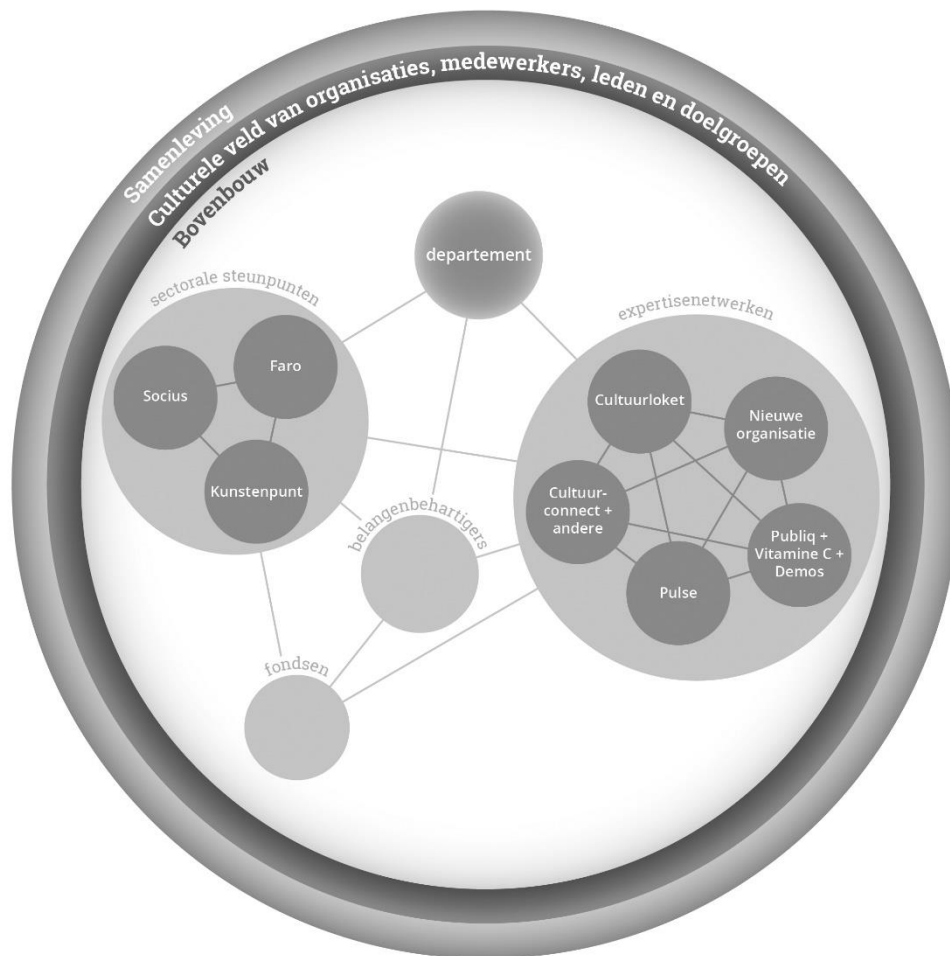 Samenleving
Culturele veld van organisaties, medewerkers, leden en doelgroepen
Bovenbouw
departement
sectorale steunpunten
Faro
Socius
Kunstenpunt
expertisenetwerken
Cultuurloket
Nieuwe
organisatie
Cultuur-
connect +
andere
Publiq +
Vitamine C +
Demos
Pulse
belangenbehartigers
fondsen